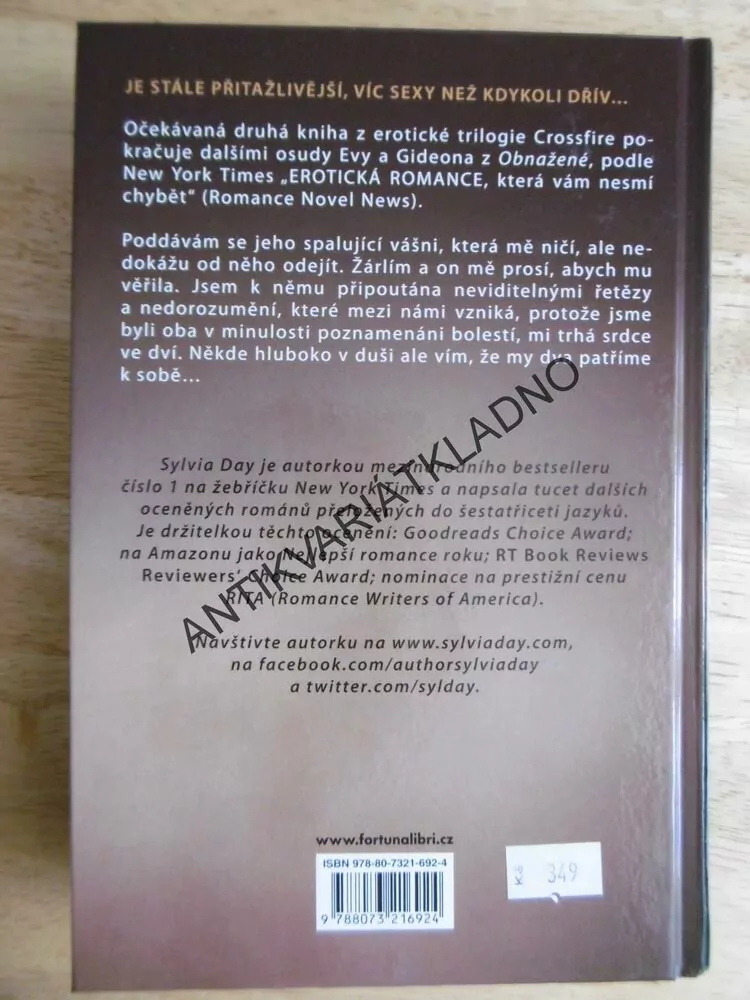 JE STÁLE PŘITAŽLIVĚJŠÍ, VÍC SEXY NEŽ KDYKOLI DŘÍV...
Očekávaná druhá kniha z erotické trilogie Crossfire po-
kračuje dalšími osudy Evy a Gideona z Obnažené, podle
New York Times „EROTICKÁ ROMANCE, která vám nesmí
chybět“ (Romance Novel News).
Poddávám se jeho spalující vášni, která mě ničí, ale ne-
dokážu od něho odejít. Žárlím a on mě prosí, abych mu
věřila. Jsem k němu připoutána neviditelnými řetězy
a nedorozumění, které mezi námi vzniká, protože jsme
byli oba v minulosti poznamenáni bolestí, mi trhá srdce
ve dví. Někde hluboko v duši ale vím, že my dva patříme
k sobě...
Sylvia Day je autorkou mezinárodního bestselleru
číslo 1 na žebříčku New York Times a napsala tucet dalších
oceněných románů přeložených do šestatřiceti jazyků.
Je držitelkou těchto ocenění: Goodreads Choice Award;
na Amazonu jako Nejlepší romance roku; RT Book Reviews
Reviewers’ Choice Award; nominace na prestižní cenu
RITA (Romance Writers of America).
Navštivte autorku na www.sylviaday.com,
na facebook.com/authorsylviaday
a twitter.com/sylday.
ANTIKVARIÁTKLADNO
www.fortunalibri.cz
ISBN 978-80-7321-692-4
9 788073 216924
Kč 349